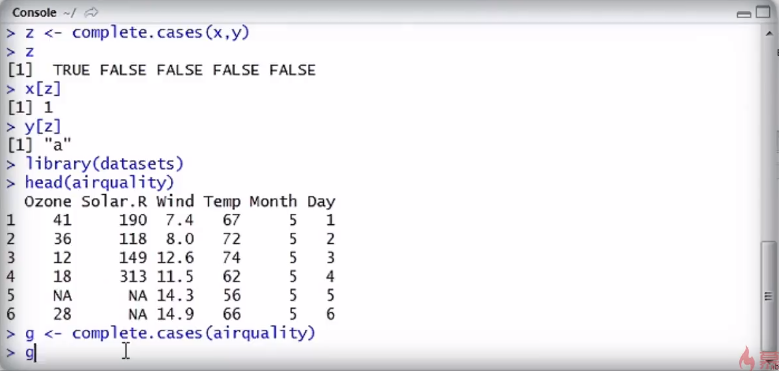 Console ~/
> z <- complete.cases(x,y)
> z
[1]  TRUE FALSE FALSE FALSE FALSE
> x[z]
[1] 1
> y[z]
[1] "a"
> library(datasets)
> head(airquality)
  Ozone Solar.R Wind Temp Month Day
1    41     190  7.4   67     5   1
2    36     118  8.0   72     5   2
3    12     149 12.6   74     5   3
4    18     313 11.5   62     5   4
5    NA      NA 14.3   56     5   5
6    28      NA 14.9   66     5   6
> g <- complete.cases(airquality)
> g